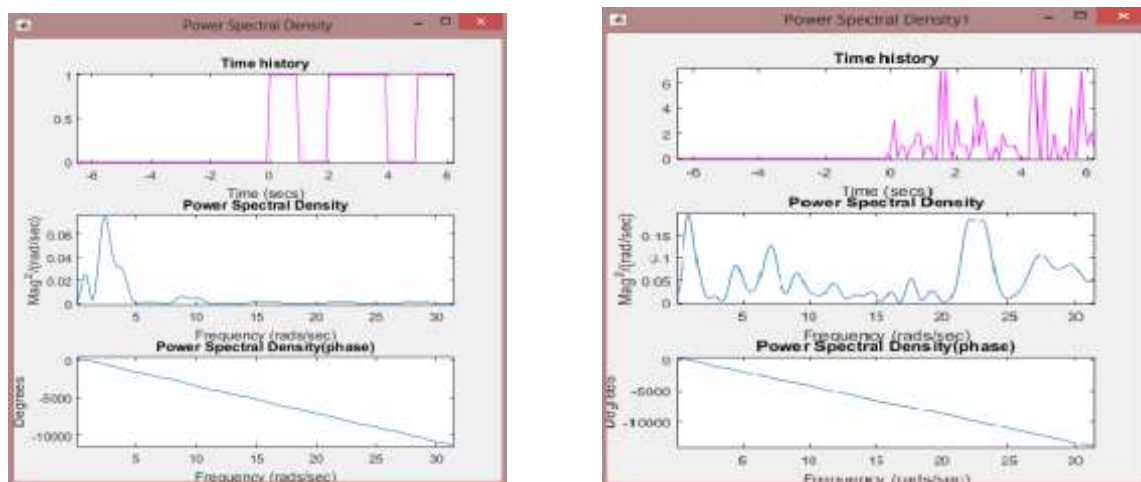 Power Spectral Density
Time history
1
0.5
0
-6 -4 -2 0 2 4 6
Time (secs)
Power Spectral Density
Mag^2/(rad/sec)
0.06
0.04
0.02
0
5 10 15 20 25 30
Frequency (rads/sec)
Power Spectral Density(phase)
Degrees
0
-5000
-10000
5 10 15 20 25 30
Frequency (rads/sec)
Power Spectral Density1
Time history
6
4
2
0
-6 -4 -2 0 2 4 6
Time (secs)
Power Spectral Density
Mag^2/(rad/sec)
0.15
0.1
0.05
0
5 10 15 20 25 30
Frequency (rads/sec)
Power Spectral Density(phase)
Degrees
0
-5000
-10000
5 10 15 20 25 30
Frequency (rads/sec)